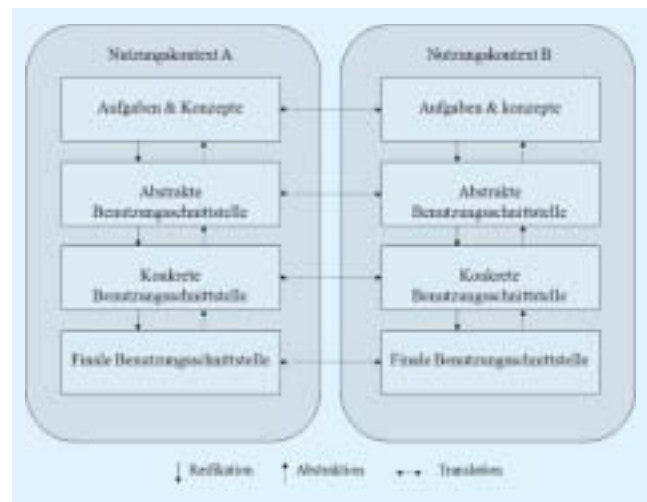 Nutzungskontext A
Aufgaben & Konzepte
Abstrakte
Benutzungsschnittstelle
Konkrete
Benutzungsschnittstelle
Finale Benutzungsschnittstelle
Nutzungskontext B
Aufgaben & konzepte
Abstrakte
Benutzungsschnittstelle
Konkrete
Benutzungsschnittstelle
Finale Benutzungsschnittstelle
Reifikation Abstraktion Translation